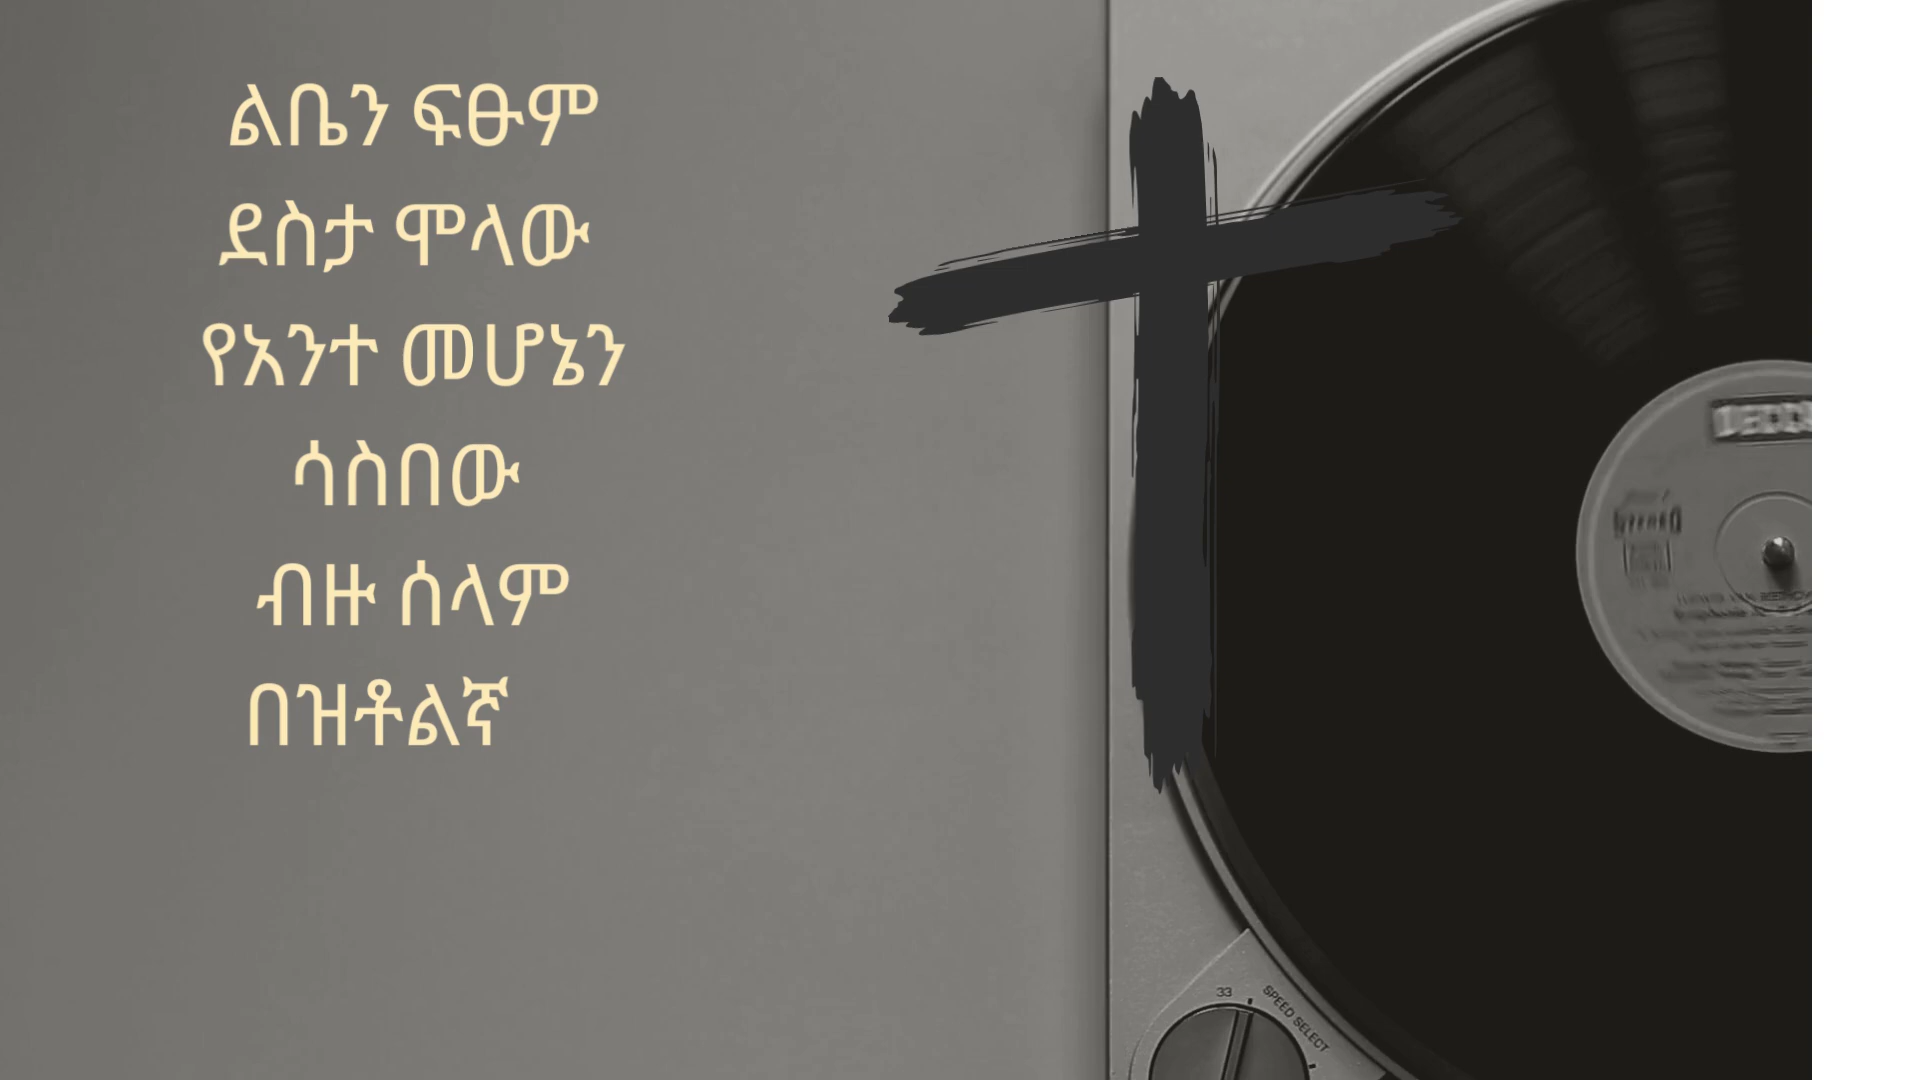 ልቤን ፍፁም
ደስታ ሞላው
የአንተ መሆኔን
ሳስበው
ብዙ ሰላም
በዝቶልኛ
33
SPEED SELECT